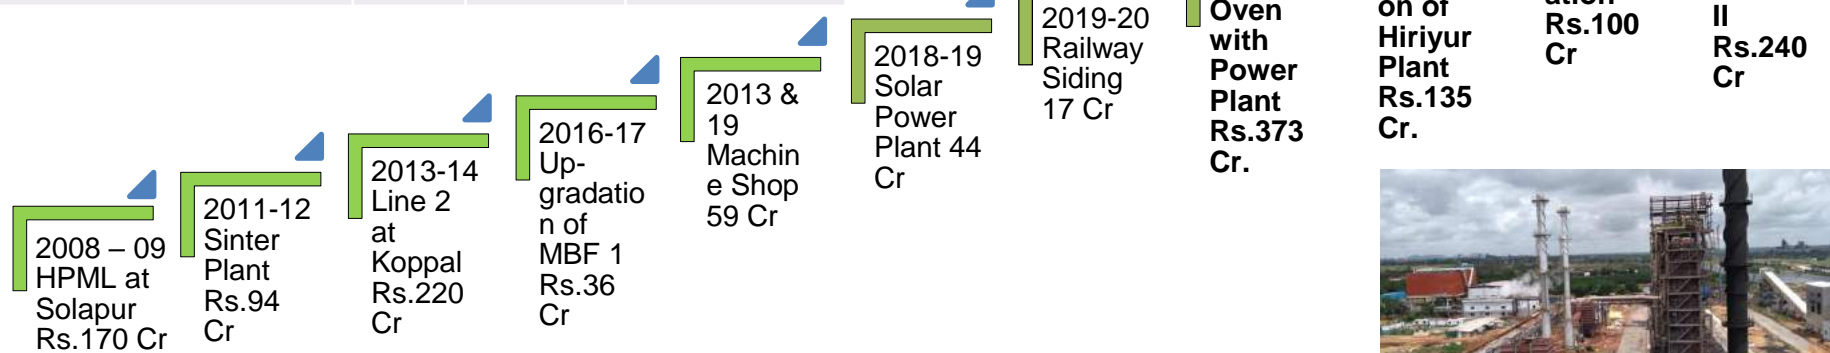 2008 – 09
HPML at
Solapur
Rs.170 Cr
2011-12
Sinter
Plant
Rs.94
Cr
2013-14
Line 2
at
Koppal
Rs.220
Cr
2016-17
Up-
gradatio
n of
MBF 1
Rs.36
Cr
2013 &
19
Machin
e Shop
59 Cr
2018-19
Solar
Power
Plant 44
Cr
2019-20
Railway
Siding
17 Cr
Oven
with
Power
Plant
Rs.373
Cr.
on of
Hiriyur
Plant
Rs.135
Cr.
ation
Rs.100
Cr
II
Rs.240
Cr